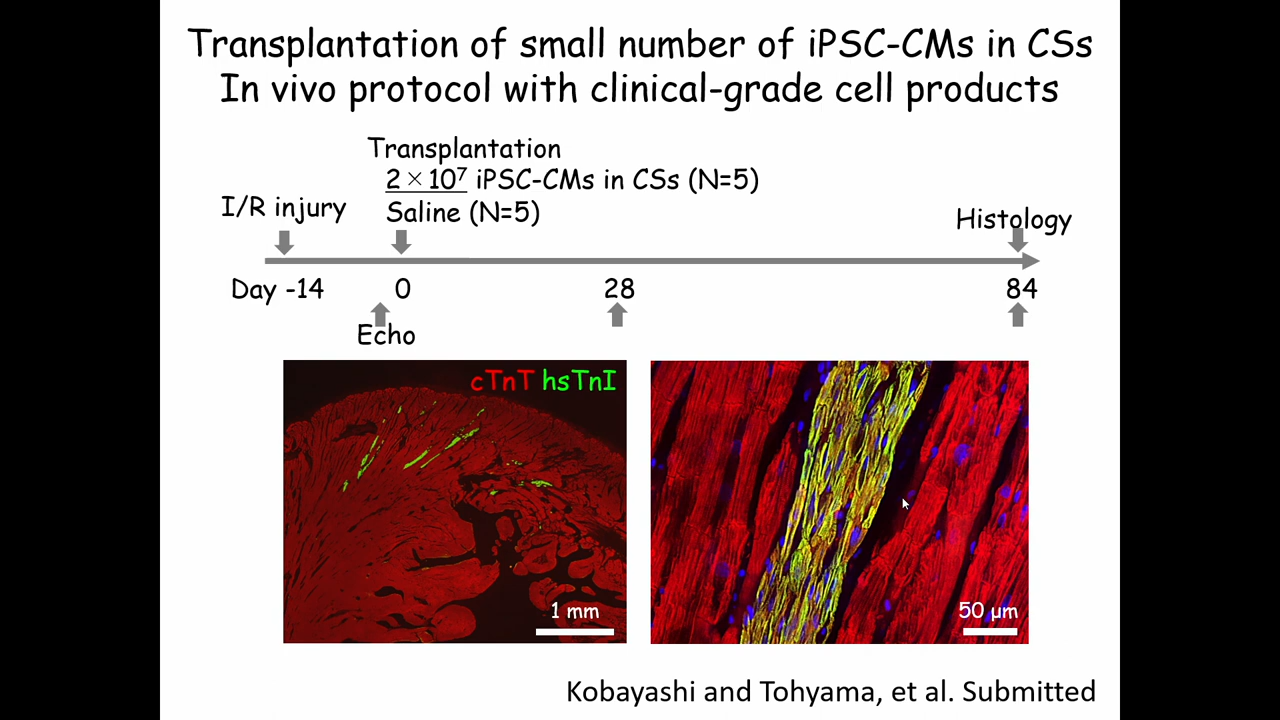 Transplantation of small number of iPSC-CMs in CSs
In vivo protocol with clinical-grade cell products
Transplantation
2 × 10⁷ iPSC-CMs in CSs (N=5)
I/R injury
Saline (N=5)
Histology
Day -14 0 28 84
Echo
cTnT hsTnI
1 mm
50 µm
Kobayashi and Tohyama, et al. Submitted